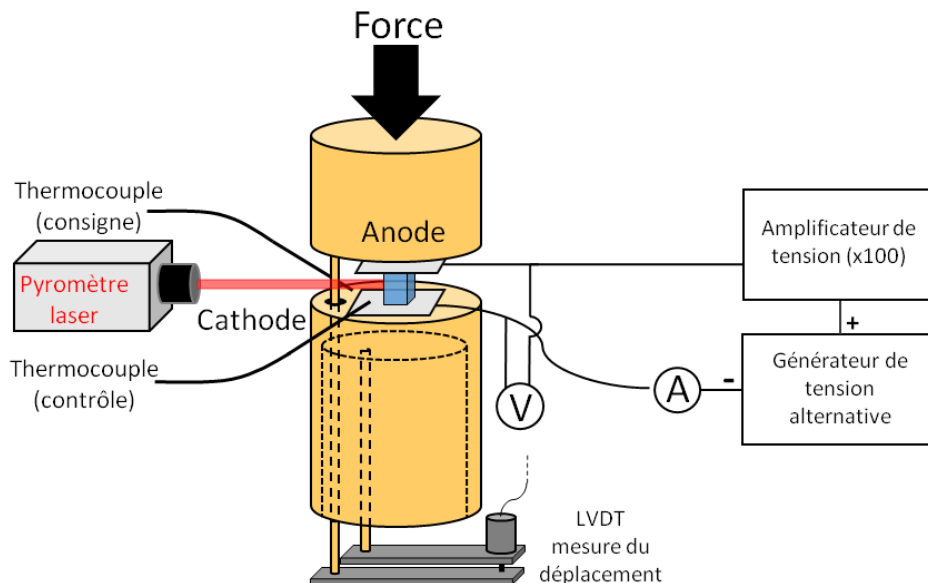 Force
Thermocouple
(consigne)
Anode
Amplificateur de
tension (x100)
Pyromètre
laser
Cathode
+
Thermocouple
(contrôle)
V
A
-
Générateur de
tension
alternative
LVDT
mesure du
déplacement